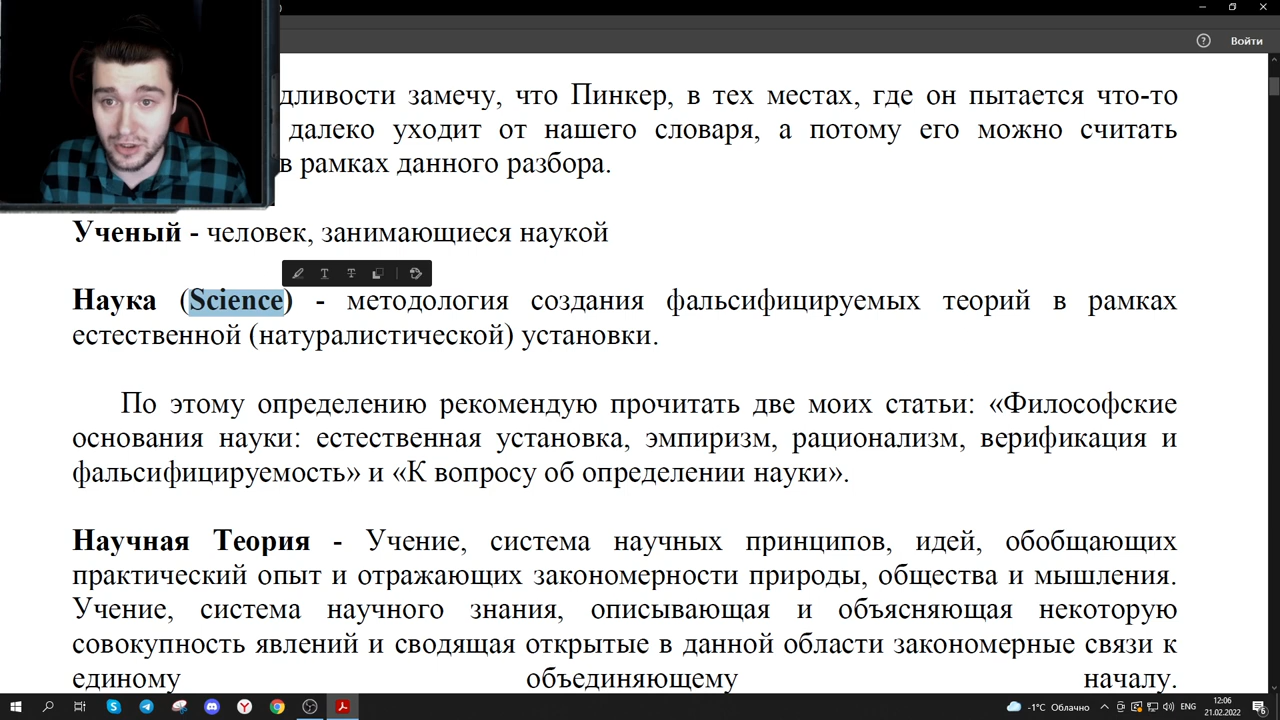 Войти
дливости замечу, что Пинкер, в тех местах, где он пытается что-то
далеко уходит от нашего словаря, а потому его можно считать
в рамках данного разбора.
Ученый - человек, занимающиеся наукой
Наука (Science) - методология создания фальсифицируемых теорий в рамках
естественной (натуралистической) установки.
По этому определению рекомендую прочитать две моих статьи: «Философские
основания науки: естественная установка, эмпиризм, рационализм, верификация и
фальсифицируемость» и «К вопросу об определении науки».
Научная Теория - Учение, система научных принципов, идей, обобщающих
практический опыт и отражающих закономерности природы, общества и мышления.
Учение, система научного знания, описывающая и объясняющая некоторую
совокупность явлений и сводящая открытые в данной области закономерные связи к
единому объединяющему началу.
-1°C Облачно ENG 12:06
21.02.2022